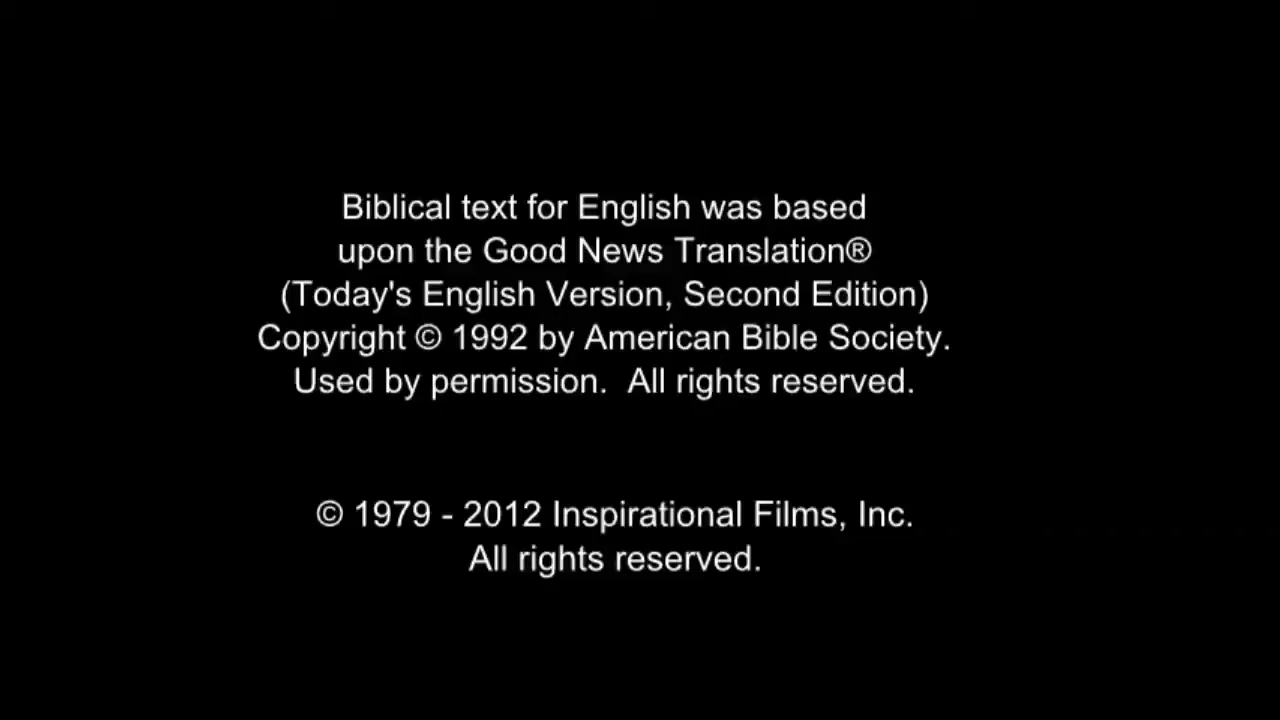 Biblical text for English was based
upon the Good News Translation®
(Today's English Version, Second Edition)
Copyright © 1992 by American Bible Society.
Used by permission.  All rights reserved.
© 1979 - 2012 Inspirational Films, Inc.
All rights reserved.